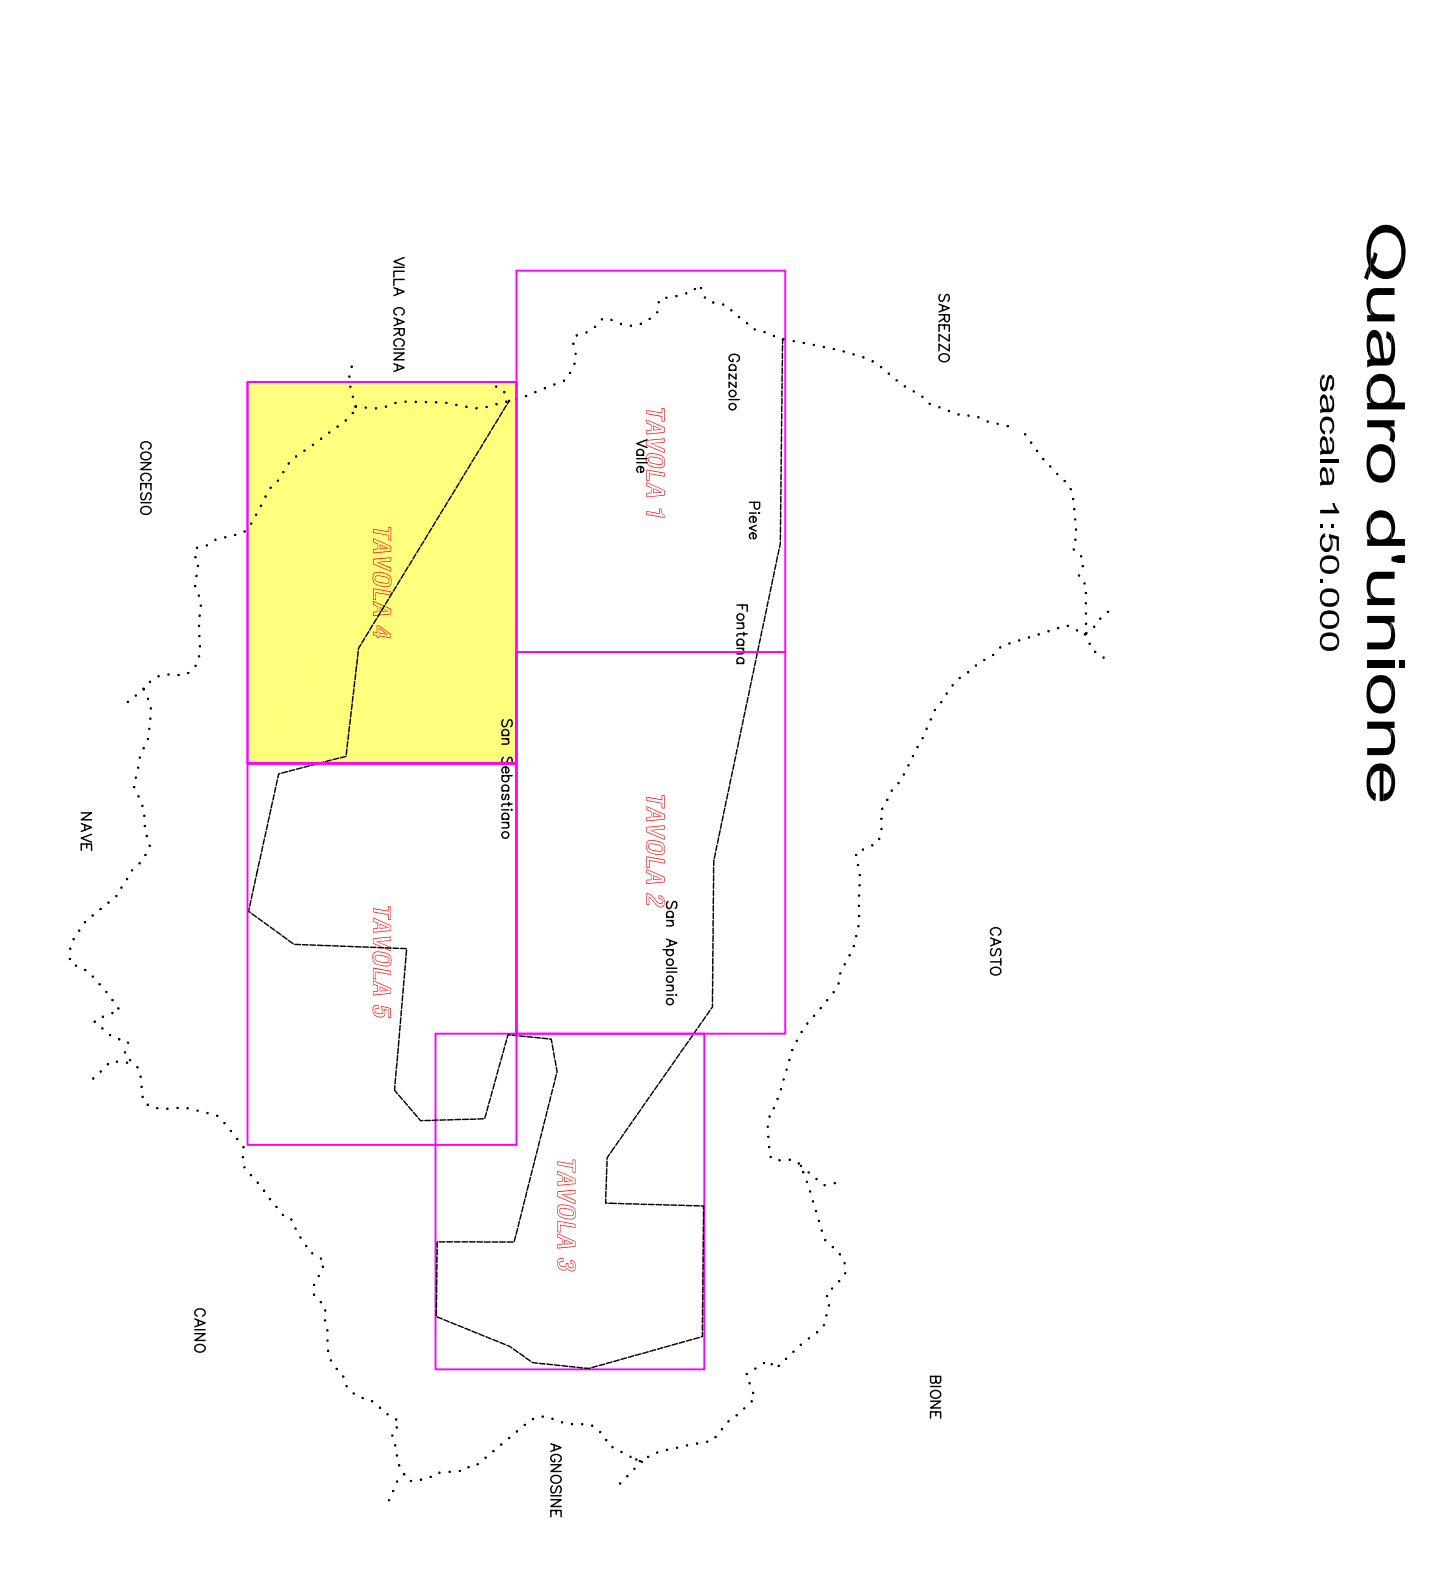 Quadro d'unione
sacala 1:50.000
SAREZZO
CASTO
BIONE
Gazzolo
Pieve
Fontana
Valle
TAVOLA 1
TAVOLA 2
San Apollonio
TAVOLA 3
VILLA CARCINA
San Sebastiano
TAVOLA 4
TAVOLA 5
AGNOSINE
CONCESIO
NAVE
CAINO